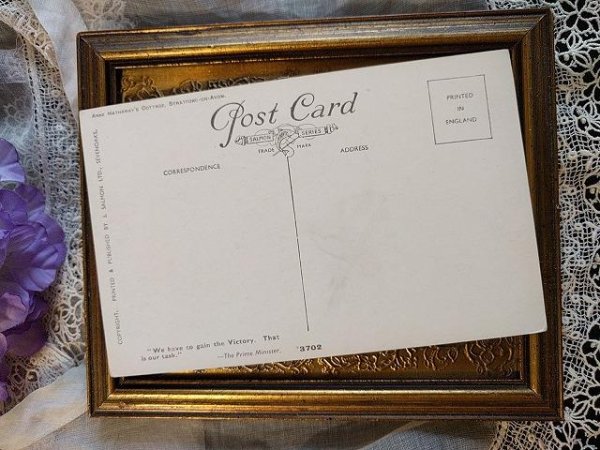 Anne Hathaway's Cottage, Stratford-on-Avon.
Post Card
SALMON SERIES
TRADE MARK
PRINTED
IN
ENGLAND
CORRESPONDENCE
ADDRESS
COPYRIGHT. PRINTED & PUBLISHED BY J. SALMON LTD., SEVENOAKS.
"We have to gain the Victory. That
is our task."
—The Prime Minister.
*3702